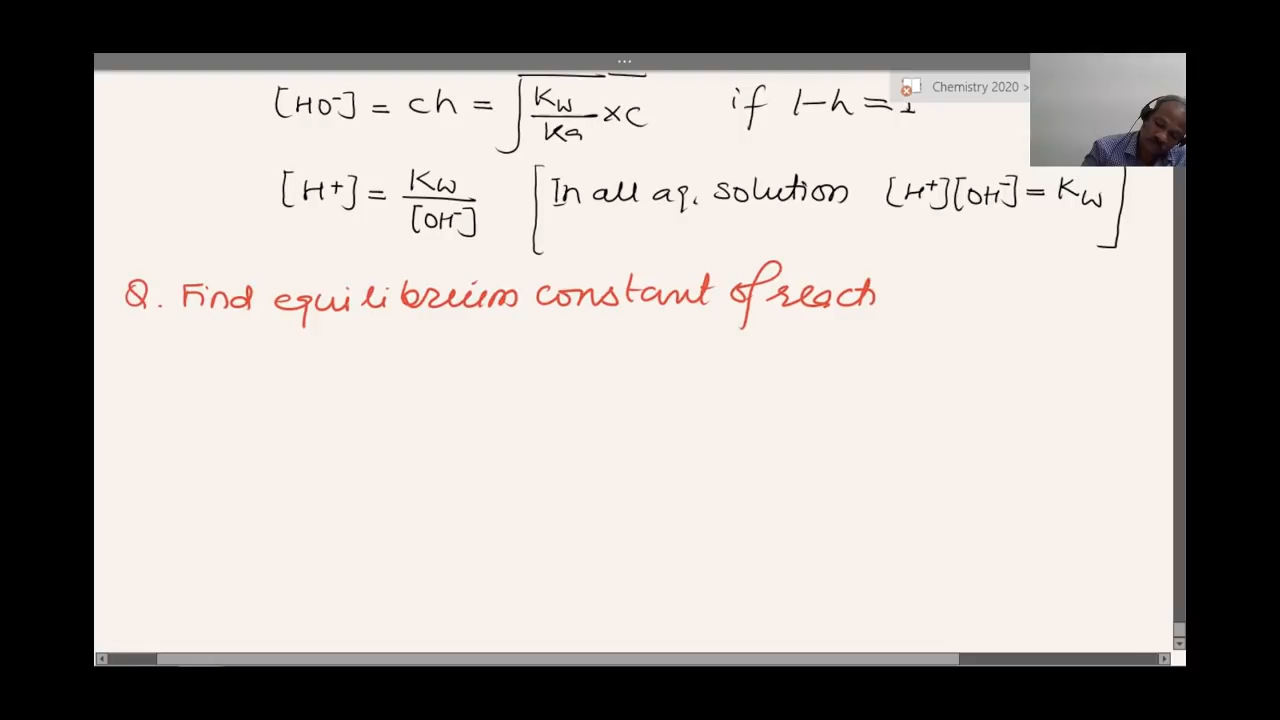 Chemistry 2020 >
[HO⁻] = ch = √(Kw/Ka × C) if 1-h = 1
[H⁺] = Kw/[OH⁻] [In all aq. solution [H⁺][OH⁻] = Kw]
Q. Find equilibrium constant of reach